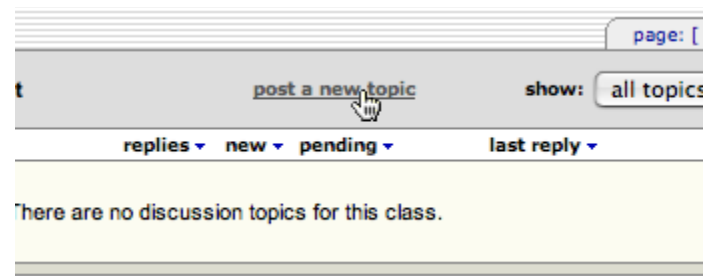 page: [
t post a new topic show: all topics
replies new pending last reply
There are no discussion topics for this class.